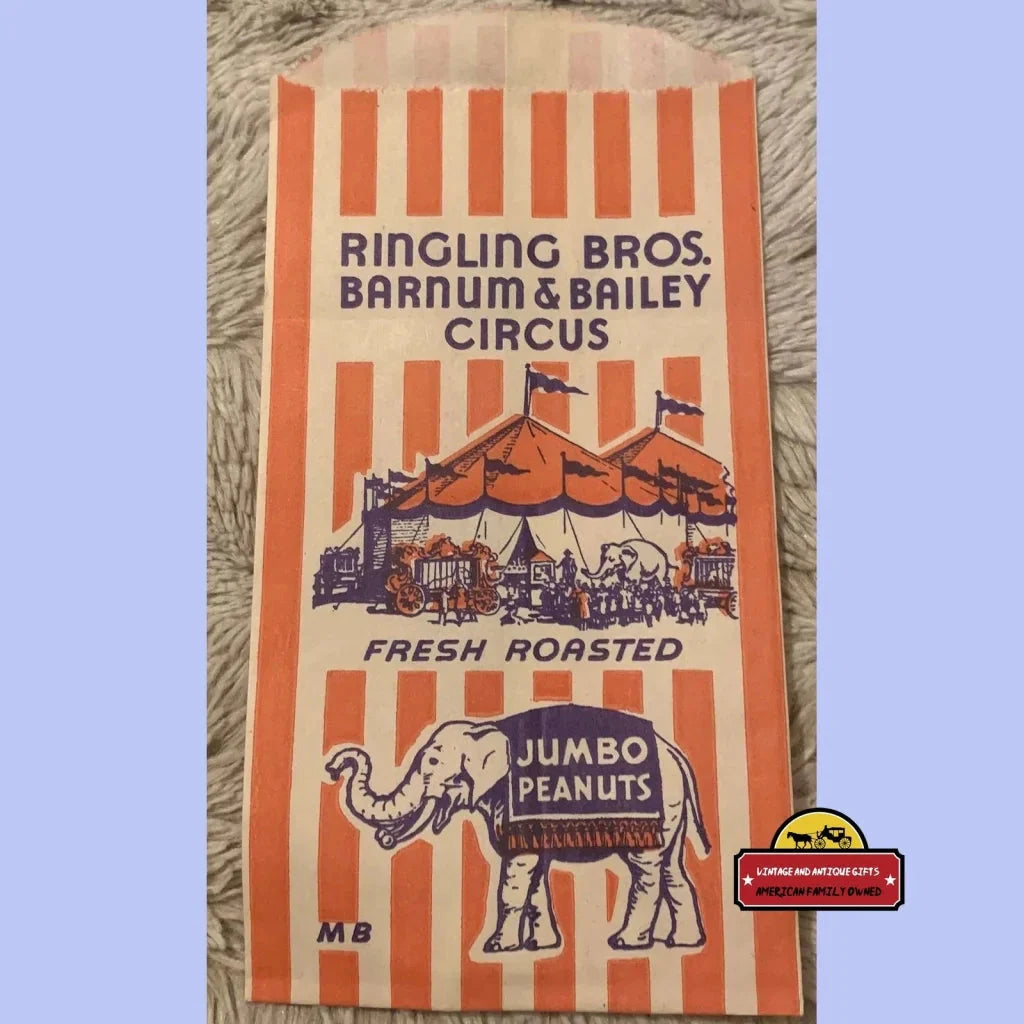 RINGLING BROS.
BARNUM & BAILEY
CIRCUS
FRESH ROASTED
JUMBO
PEANUTS
MB
VINTAGE AND ANTIQUE GIFTS
AMERICAN FAMILY OWNED